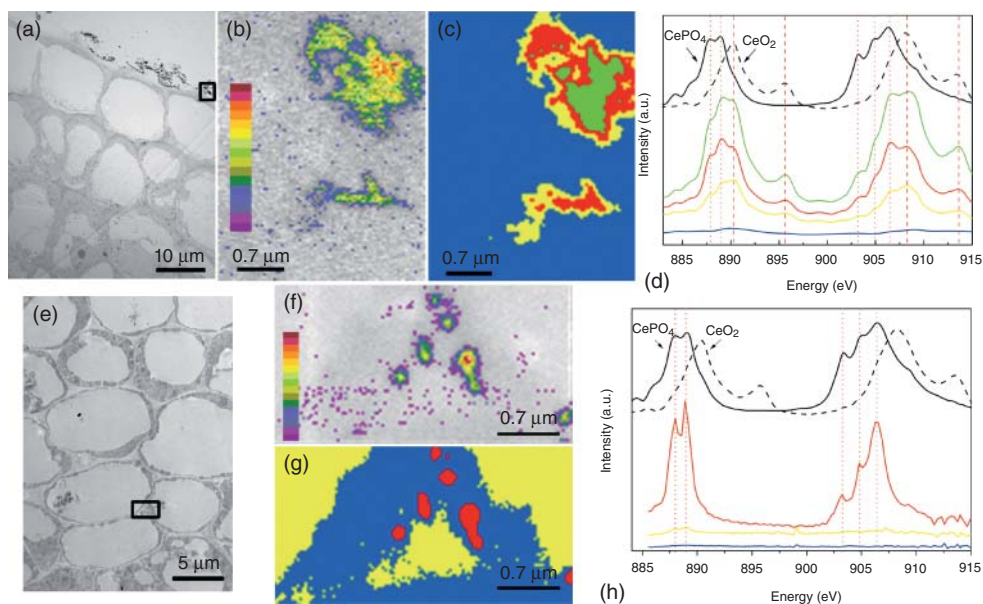 (a)
10 μm
(b)
0.7 μm
(c)
0.7 μm
CePO4
CeO2
Intensity (a.u.)
885 890 895 900 905 910 915
Energy (eV)
(d)
(e)
5 μm
(f)
0.7 μm
(g)
0.7 μm
CePO4
CeO2
Intensity (a.u.)
885 890 895 900 905 910 915
Energy (eV)
(h)